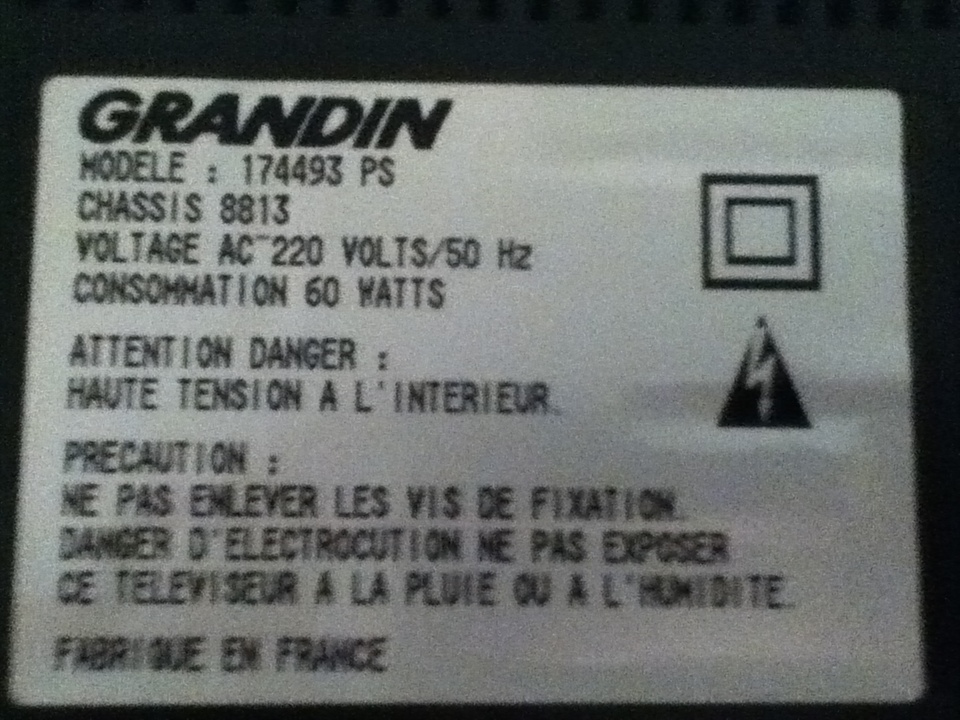 GRANDIN
MODELE : 174493 PS
CHASSIS 8813
VOLTAGE AC~220 VOLTS/50 Hz
CONSOMMATION 60 WATTS
ATTENTION DANGER :
HAUTE TENSION A L'INTERIEUR.
PRECAUTION :
NE PAS ENLEVER LES VIS DE FIXATION.
DANGER D'ELECTROCUTION NE PAS EXPOSER
CE TELEVISEUR A LA PLUIE OU A L'HUMIDITE.
FABRIQUE EN FRANCE